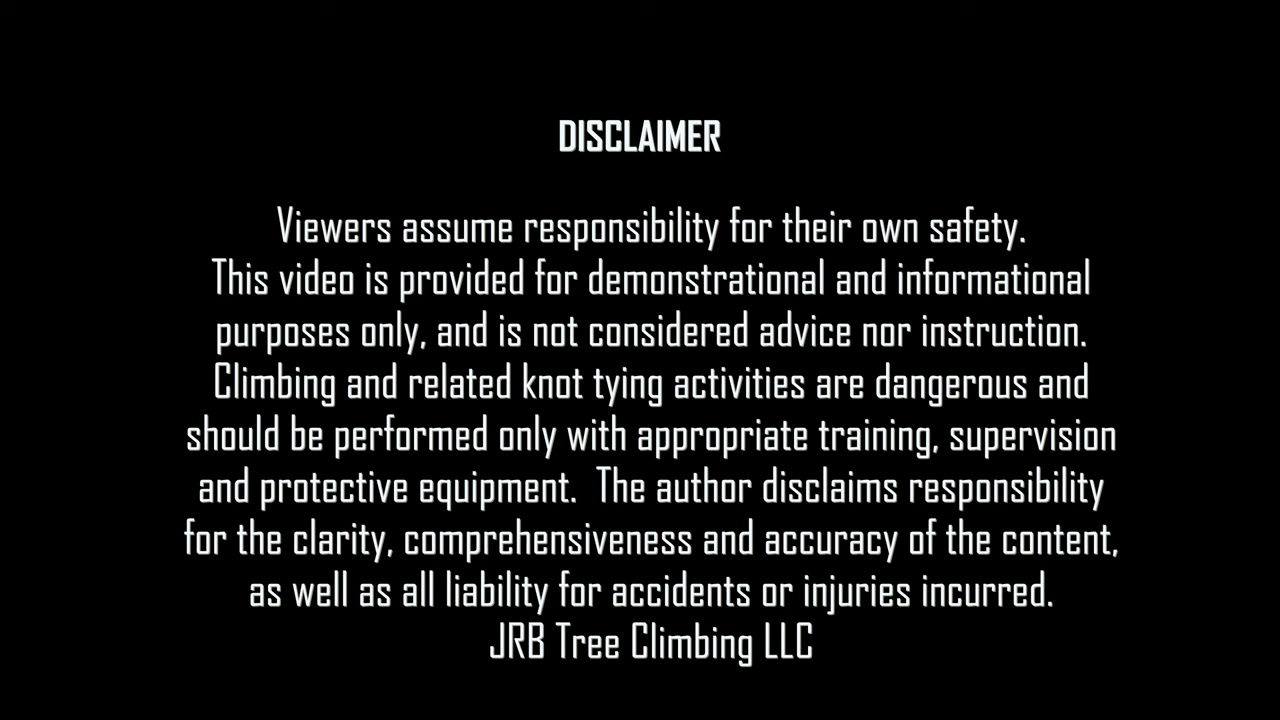 DISCLAIMER
Viewers assume responsibility for their own safety.
This video is provided for demonstrational and informational
purposes only, and is not considered advice nor instruction.
Climbing and related knot tying activities are dangerous and
should be performed only with appropriate training, supervision
and protective equipment.  The author disclaims responsibility
for the clarity, comprehensiveness and accuracy of the content,
as well as all liability for accidents or injuries incurred.
JRB Tree Climbing LLC